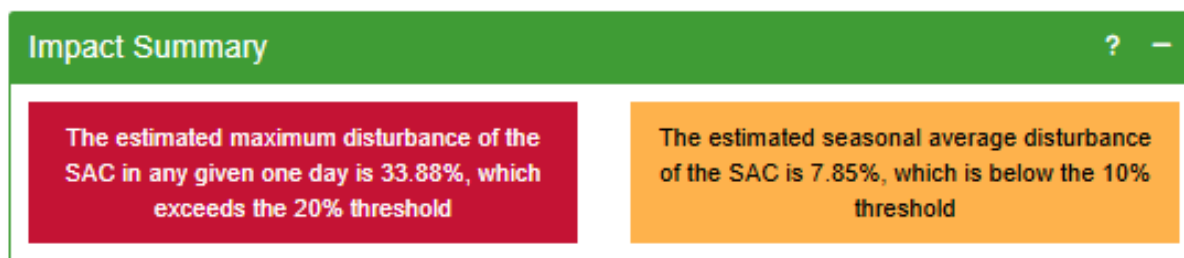 Impact Summary
? −
The estimated maximum disturbance of the
SAC in any given one day is 33.88%, which
exceeds the 20% threshold
The estimated seasonal average disturbance
of the SAC is 7.85%, which is below the 10%
threshold